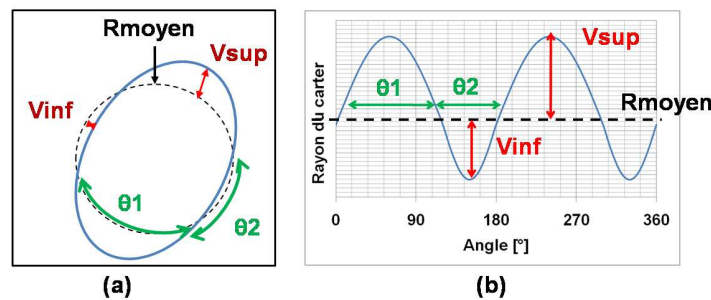 Rmoyen
Vsup
Vinf
θ1
θ2
(a)
Rayon du carter
Vsup
θ1
θ2
Rmoyen
Vinf
0
90
180
270
360
Angle [°]
(b)